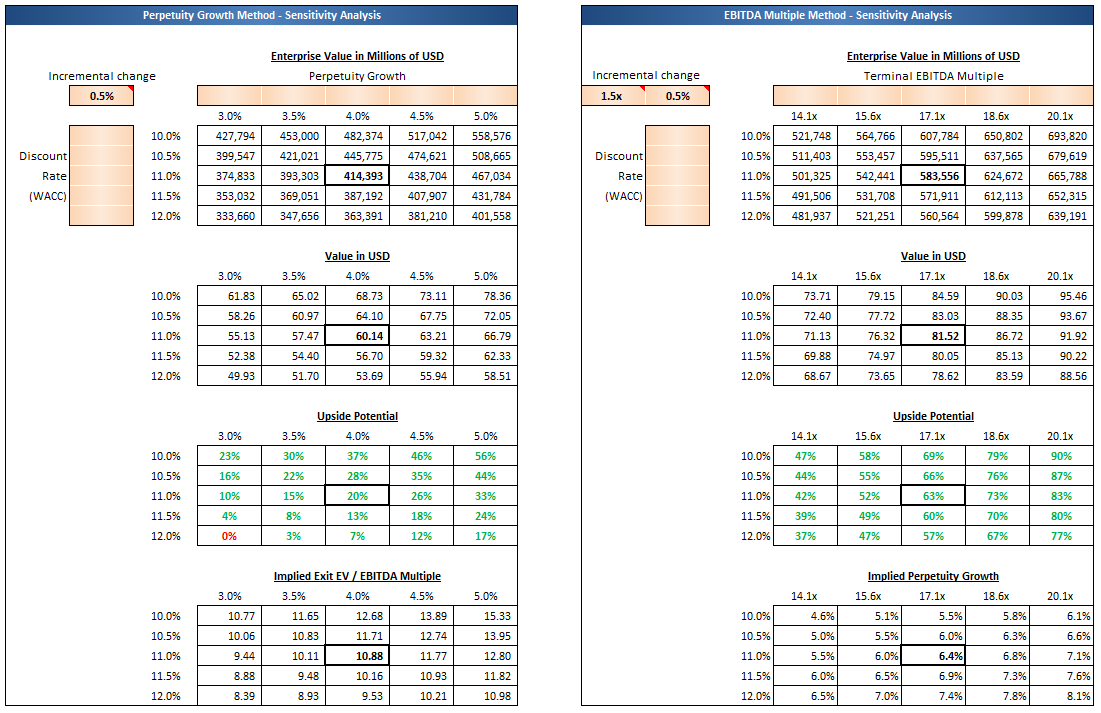 Perpetuity Growth Method - Sensitivity Analysis
Enterprise Value in Millions of USD
Incremental change Perpetuity Growth
0.5%
3.0% 3.5% 4.0% 4.5% 5.0%
10.0% 427,794 453,000 482,374 517,042 558,576
Discount 10.5% 399,547 421,021 445,775 474,621 508,665
Rate 11.0% 374,833 393,303 414,393 438,704 467,034
(WACC) 11.5% 353,032 369,051 387,192 407,907 431,784
12.0% 333,660 347,656 363,391 381,210 401,558
Value in USD
3.0% 3.5% 4.0% 4.5% 5.0%
10.0% 61.83 65.02 68.73 73.11 78.36
10.5% 58.26 60.97 64.10 67.75 72.05
11.0% 55.13 57.47 60.14 63.21 66.79
11.5% 52.38 54.40 56.70 59.32 62.33
12.0% 49.93 51.70 53.69 55.94 58.51
Upside Potential
3.0% 3.5% 4.0% 4.5% 5.0%
10.0% 23% 30% 37% 46% 56%
10.5% 16% 22% 28% 35% 44%
11.0% 10% 15% 20% 26% 33%
11.5% 4% 8% 13% 18% 24%
12.0% 0% 3% 7% 12% 17%
Implied Exit EV / EBITDA Multiple
3.0% 3.5% 4.0% 4.5% 5.0%
10.0% 10.77 11.65 12.68 13.89 15.33
10.5% 10.06 10.83 11.71 12.74 13.95
11.0% 9.44 10.11 10.88 11.77 12.80
11.5% 8.88 9.48 10.16 10.93 11.82
12.0% 8.39 8.93 9.53 10.21 10.98
EBITDA Multiple Method - Sensitivity Analysis
Enterprise Value in Millions of USD
Incremental change Terminal EBITDA Multiple
1.5x 0.5%
14.1x 15.6x 17.1x 18.6x 20.1x
10.0% 521,748 564,766 607,784 650,802 693,820
Discount 10.5% 511,403 553,457 595,511 637,565 679,619
Rate 11.0% 501,325 542,441 583,556 624,672 665,788
(WACC) 11.5% 491,506 531,708 571,911 612,113 652,315
12.0% 481,937 521,251 560,564 599,878 639,191
Value in USD
14.1x 15.6x 17.1x 18.6x 20.1x
10.0% 73.71 79.15 84.59 90.03 95.46
10.5% 72.40 77.72 83.03 88.35 93.67
11.0% 71.13 76.32 81.52 86.72 91.92
11.5% 69.88 74.97 80.05 85.13 90.22
12.0% 68.67 73.65 78.62 83.59 88.56
Upside Potential
14.1x 15.6x 17.1x 18.6x 20.1x
10.0% 47% 58% 69% 79% 90%
10.5% 44% 55% 66% 76% 87%
11.0% 42% 52% 63% 73% 83%
11.5% 39% 49% 60% 70% 80%
12.0% 37% 47% 57% 67% 77%
Implied Perpetuity Growth
14.1x 15.6x 17.1x 18.6x 20.1x
10.0% 4.6% 5.1% 5.5% 5.8% 6.1%
10.5% 5.0% 5.5% 6.0% 6.3% 6.6%
11.0% 5.5% 6.0% 6.4% 6.8% 7.1%
11.5% 6.0% 6.5% 6.9% 7.3% 7.6%
12.0% 6.5% 7.0% 7.4% 7.8% 8.1%